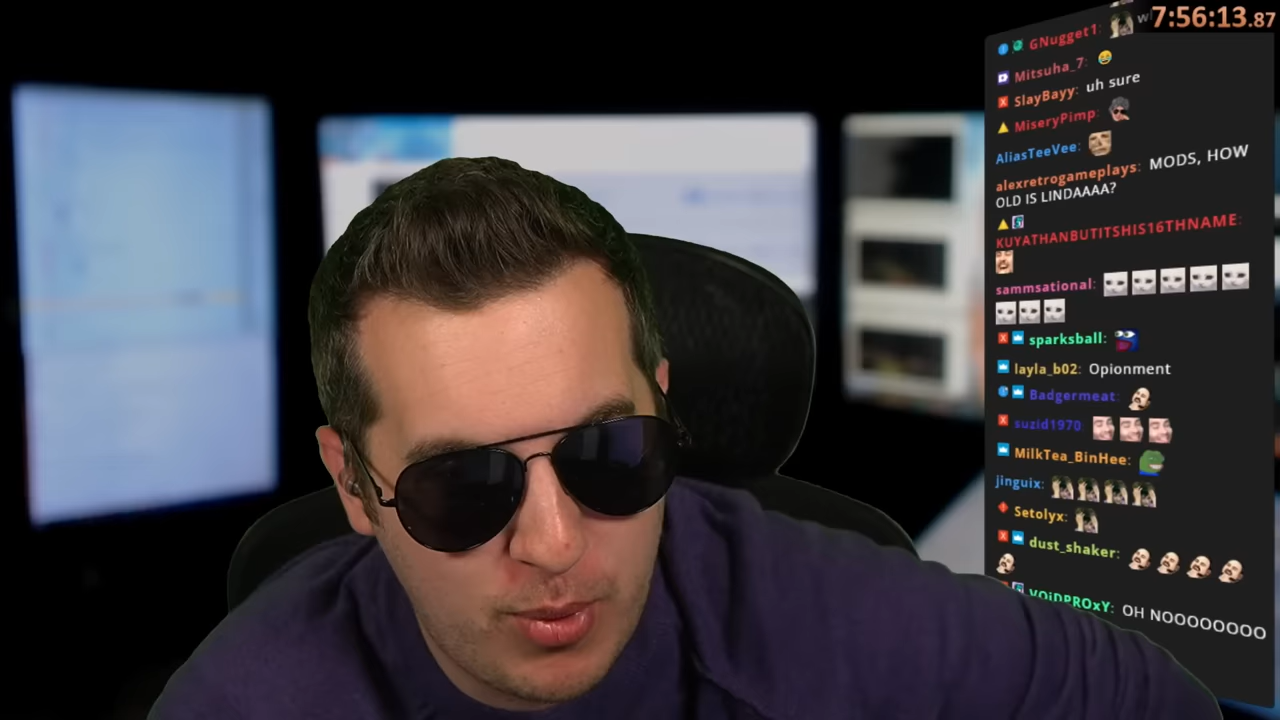 7:56:13.87
GNugget1:
Mitsuha_7:
SlayBayy: uh sure
MiseryPimp:
AliasTeeVee:
alexretrogameplays: MODS, HOW
OLD IS LINDAAAA?
KUYATHANBUTITSHIS16THNAME:
sammsational:
sparksball:
layla_b02: Opionment
Badgermeat:
suzid1970
MilkTea_BinHee:
jinguix:
Setolyx:
dust_shaker:
VOiDPROxY: OH NOOOOOOOO